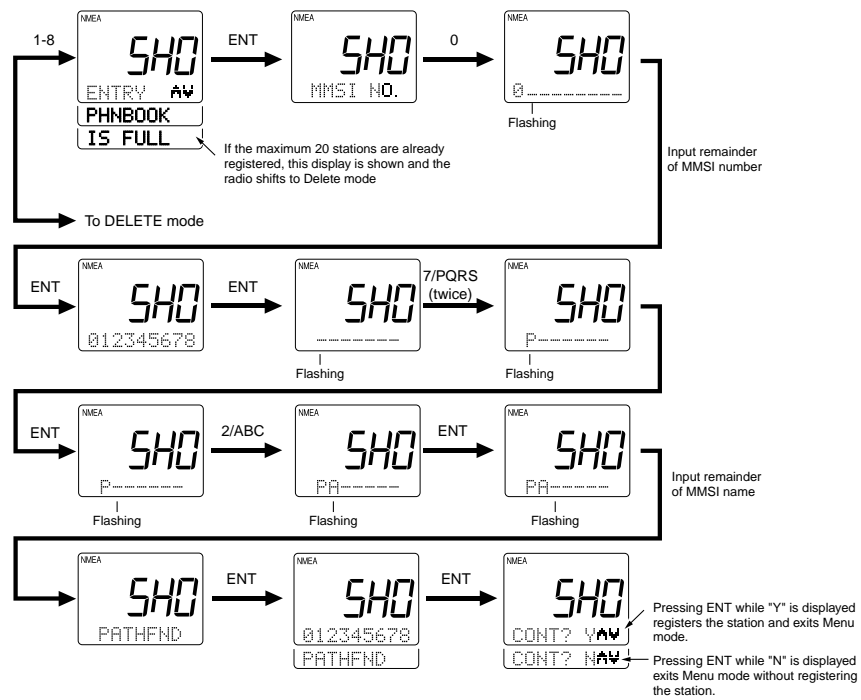 1-8
NMEA
SHO
ENTRY
PHNBOOK
IS FULL
ENT
NMEA
SHO
MMSI NO.
0
NMEA
SHO
0--------
Flashing
If the maximum 20 stations are already
registered, this display is shown and the
radio shifts to Delete mode
Input remainder
of MMSI number
To DELETE mode
ENT
NMEA
SHO
012345678
ENT
NMEA
SHO
-------
Flashing
7/PQRS
(twice)
NMEA
SHO
P------
Flashing
ENT
NMEA
SHO
P------
Flashing
2/ABC
NMEA
SHO
PA-----
Flashing
ENT
NMEA
SHO
PA-----
Flashing
Input remainder
of MMSI name
NMEA
SHO
PATHFND
ENT
NMEA
SHO
012345678
PATHFND
ENT
NMEA
SHO
CONT? Y
CONT? N
Pressing ENT while "Y" is displayed
registers the station and exits Menu
mode.
Pressing ENT while "N" is displayed
exits Menu mode without registering
the station.